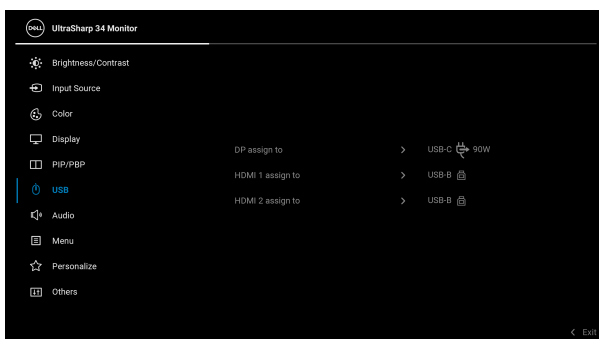 DELL UltraSharp 34 Monitor
Brightness/Contrast
Input Source
Color
Display
DP assign to > USB-C 90W
PIP/PBP
HDMI 1 assign to > USB-B
USB
HDMI 2 assign to > USB-B
Audio
Menu
Personalize
Others
< Exit